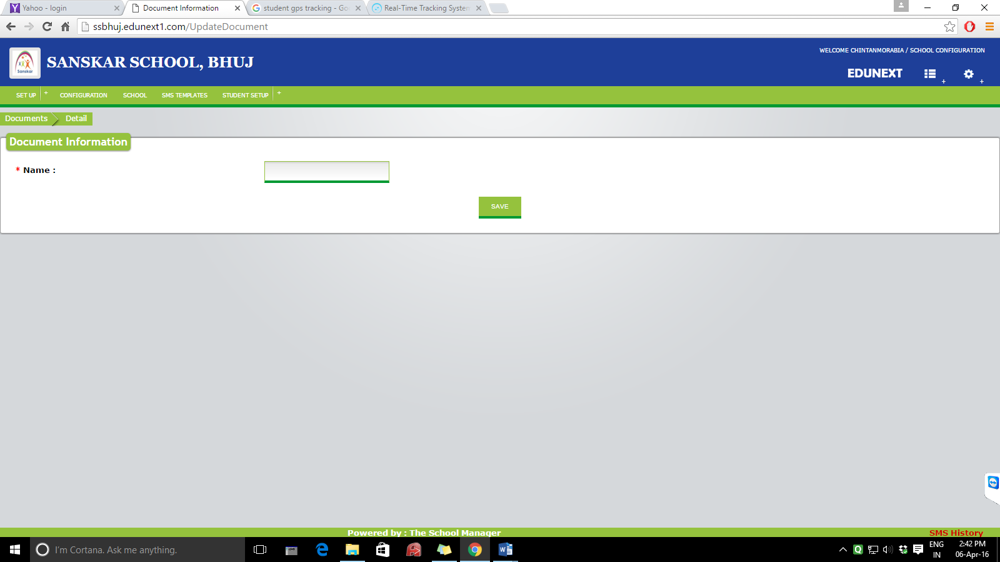 Yahoo - login
Document Information
student gps tracking - Go
Real-Time Tracking System
ssbhuj.edunext1.com/UpdateDocument
Sanskar
SANSKAR SCHOOL, BHUJ
WELCOME CHINTANMORABIA / SCHOOL CONFIGURATION
EDUNEXT
+
+
SET UP + CONFIGURATION SCHOOL SMS TEMPLATES STUDENT SETUP +
Documents Detail
Document Information
* Name :
SAVE
Powered by : The School Manager
SMS History
I'm Cortana. Ask me anything.
ENG
IN
2:42 PM
06-Apr-16